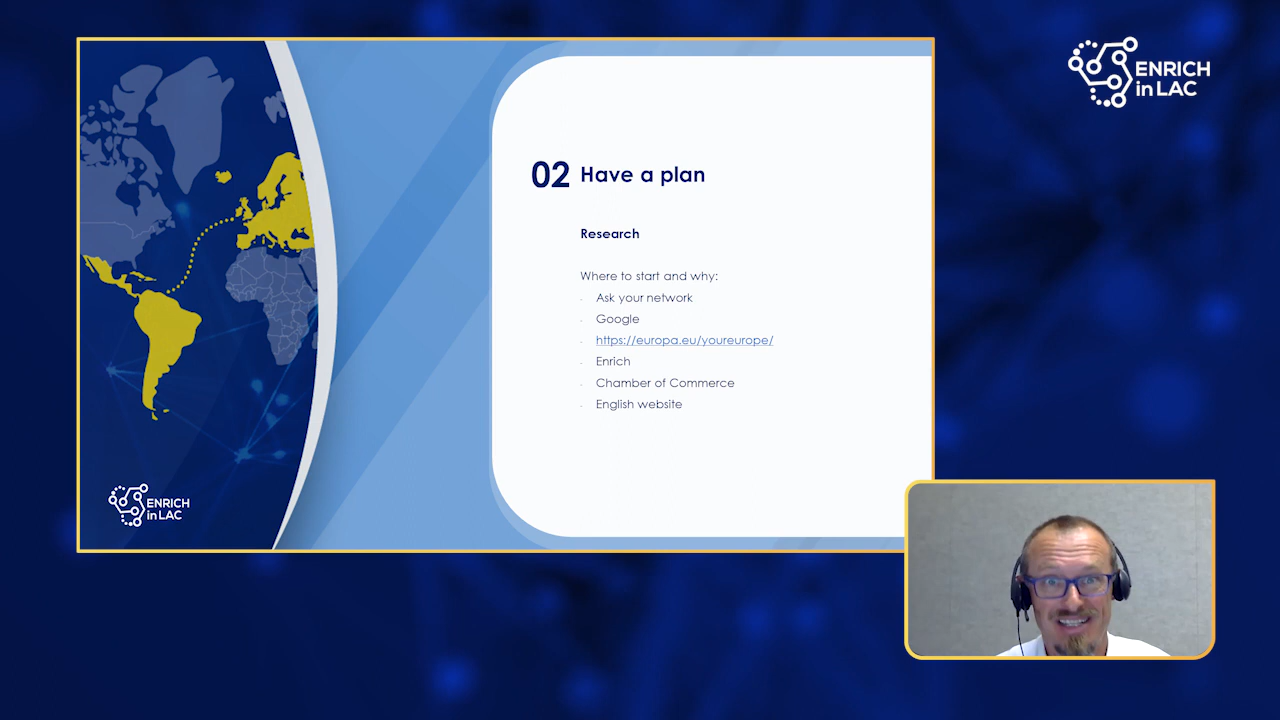 ENRICH
in LAC
02 Have a plan
Research
Where to start and why:
- Ask your network
- Google
- https://europa.eu/youreurope/
- Enrich
- Chamber of Commerce
- English website
ENRICH
in LAC